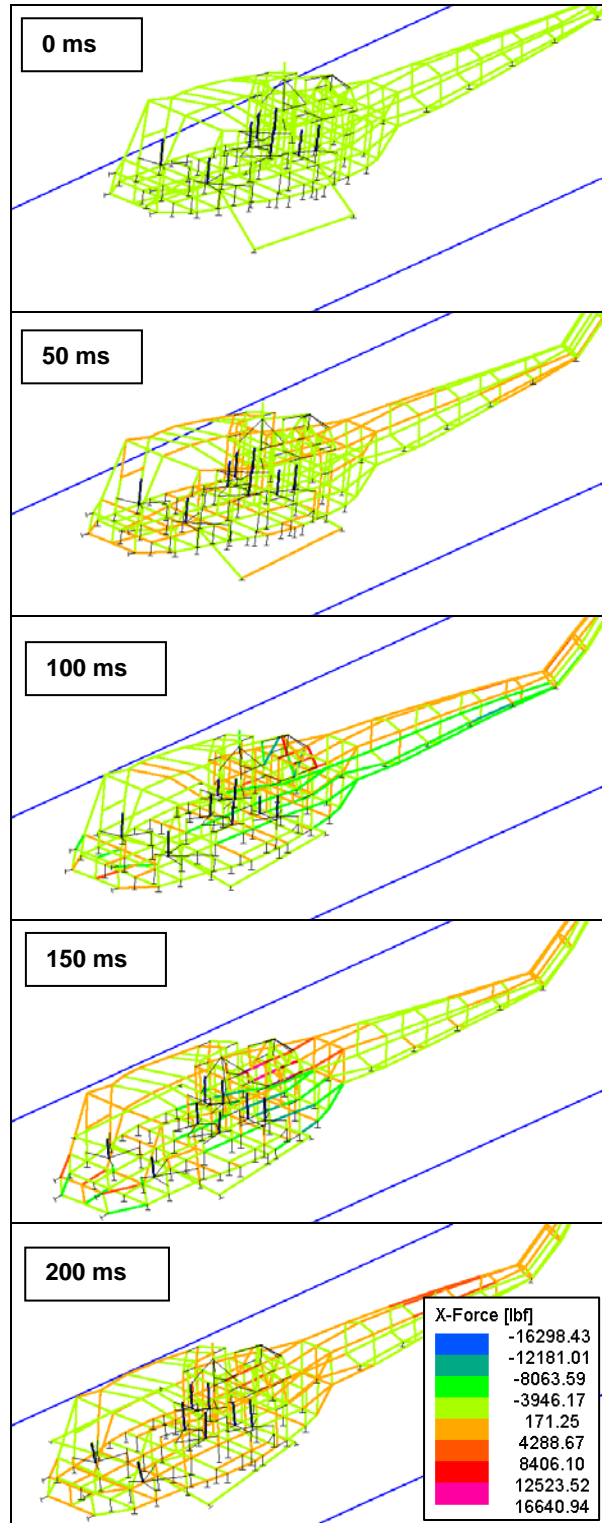 0 ms
50 ms
100 ms
150 ms
200 ms
X-Force [lbf]
-16298.43
-12181.01
-8063.59
-3946.17
171.25
4288.67
8406.10
12523.52
16640.94